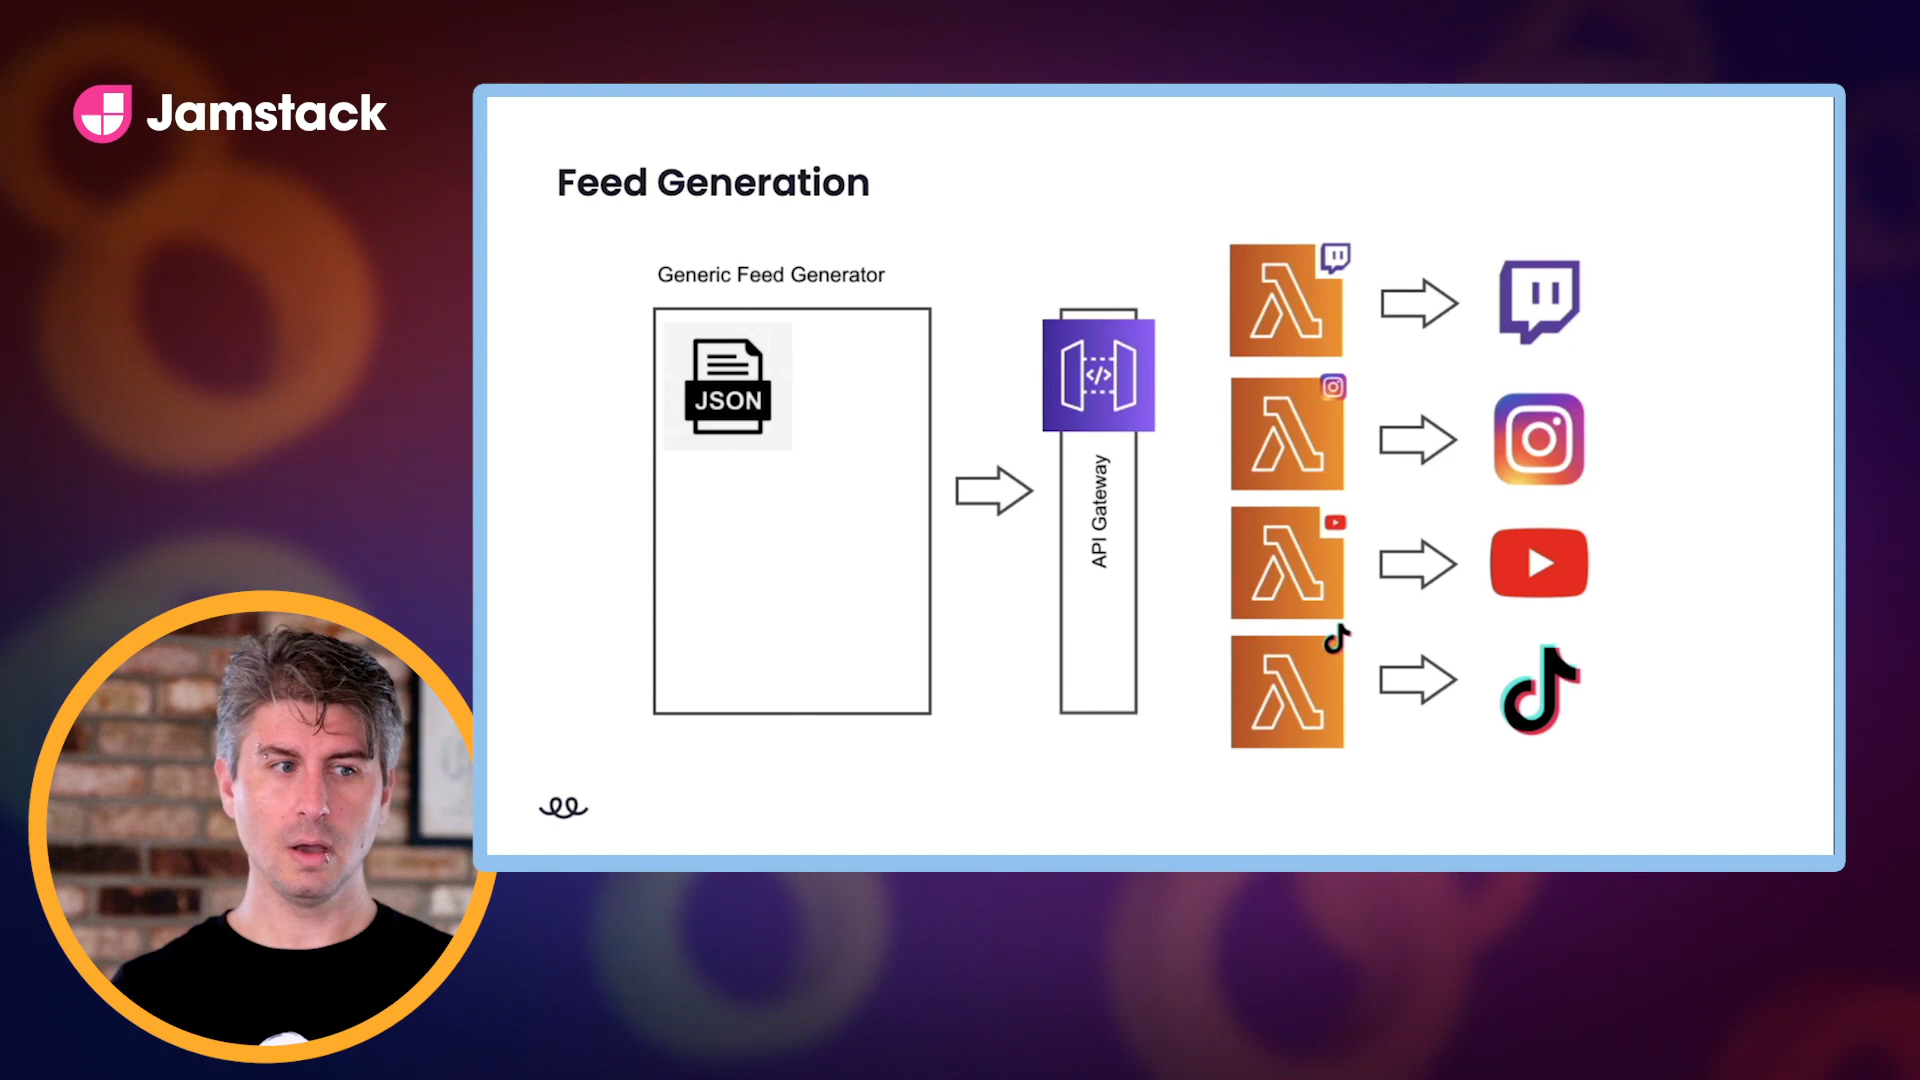 Jamstack
Feed Generation
Generic Feed Generator
JSON
</>
API Gateway